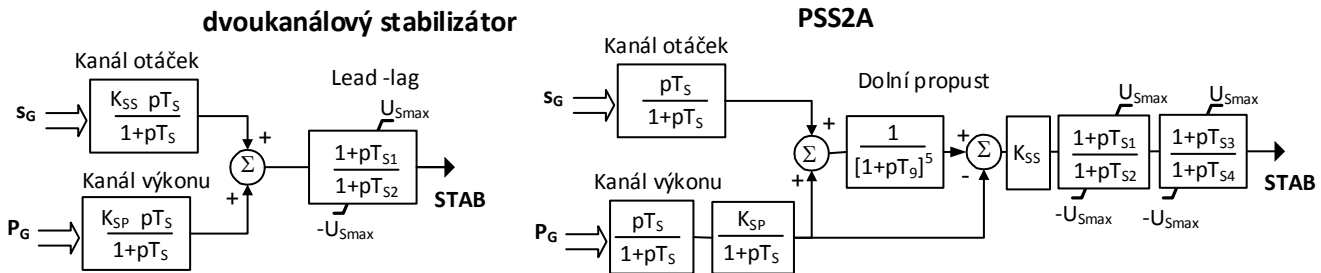 dvoukanálový stabilizátor
Kanál otáček
s_G
K_SS pT_S
1+pT_S
Kanál výkonu
P_G
K_SP pT_S
1+pT_S
+
+
Σ
Lead -lag
U_Smax
1+pT_S1
1+pT_S2
-U_Smax
STAB
PSS2A
Kanál otáček
s_G
pT_S
1+pT_S
Kanál výkonu
P_G
pT_S
1+pT_S
K_SP
1+pT_S
+
+
Σ
Dolní propust
1
[1+pT_9]^5
+
-
Σ
K_SS
U_Smax
1+pT_S1
1+pT_S2
-U_Smax
U_Smax
1+pT_S3
1+pT_S4
-U_Smax
STAB